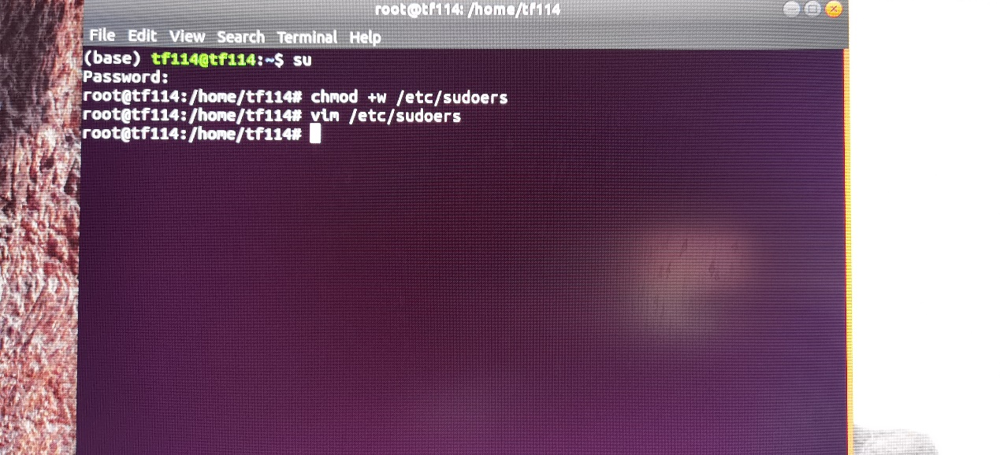 root@tf114: /home/tf114
File Edit View Search Terminal Help
(base) tf114@tf114:~$ su
Password:
root@tf114:/home/tf114# chmod +w /etc/sudoers
root@tf114:/home/tf114# vim /etc/sudoers
root@tf114:/home/tf114#